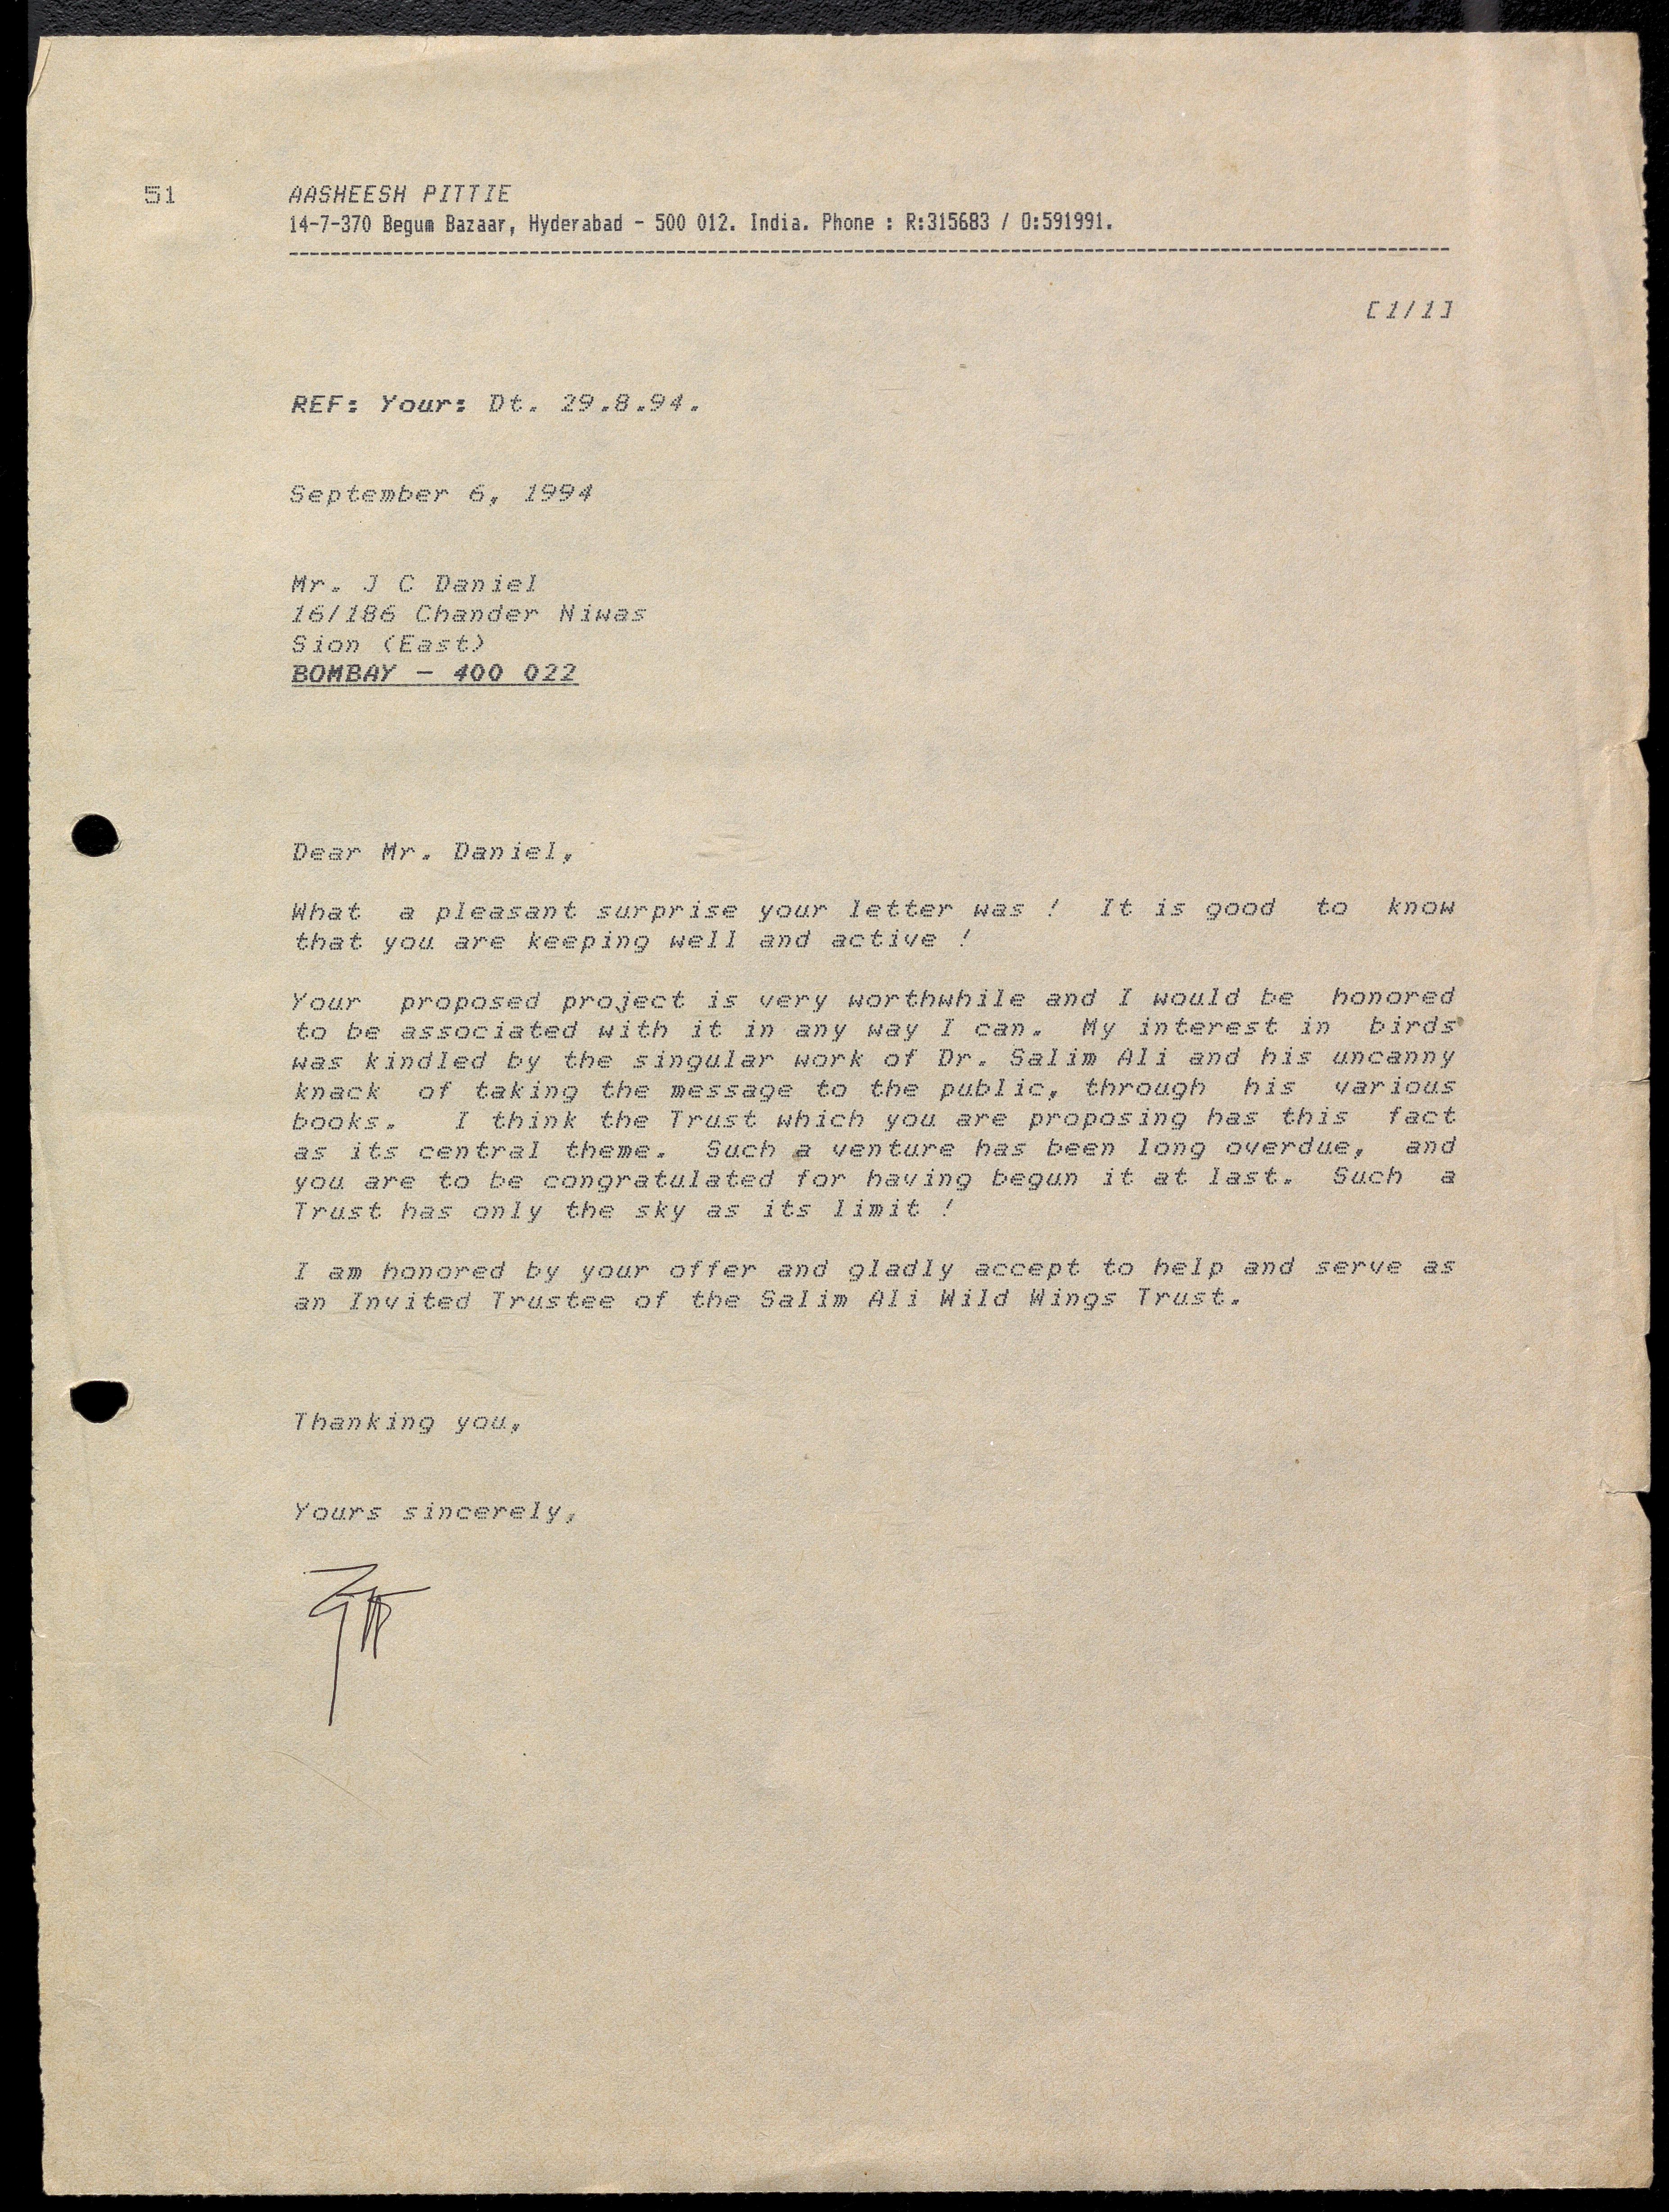 51 AASHEESH PITTIE
14-7-370 Begum Bazaar, Hyderabad - 500 012. India. Phone : R:315683 / O:591991.
[1/1]
REF: Your: Dt. 29.8.94.
September 6, 1994
Mr. J C Daniel
16/186 Chander Niwas
Sion (East)
BOMBAY - 400 022
Dear Mr. Daniel,
What a pleasant surprise your letter was ! It is good to know
that you are keeping well and active !
Your proposed project is very worthwhile and I would be honored
to be associated with it in any way I can. My interest in birds
was kindled by the singular work of Dr. Salim Ali and his uncanny
knack of taking the message to the public, through his various
books. I think the Trust which you are proposing has this fact
as its central theme. Such a venture has been long overdue, and
you are to be congratulated for having begun it at last. Such a
Trust has only the sky as its limit !
I am honored by your offer and gladly accept to help and serve as
an Invited Trustee of the Salim Ali Wild Wings Trust.
Thanking you,
Yours sincerely,